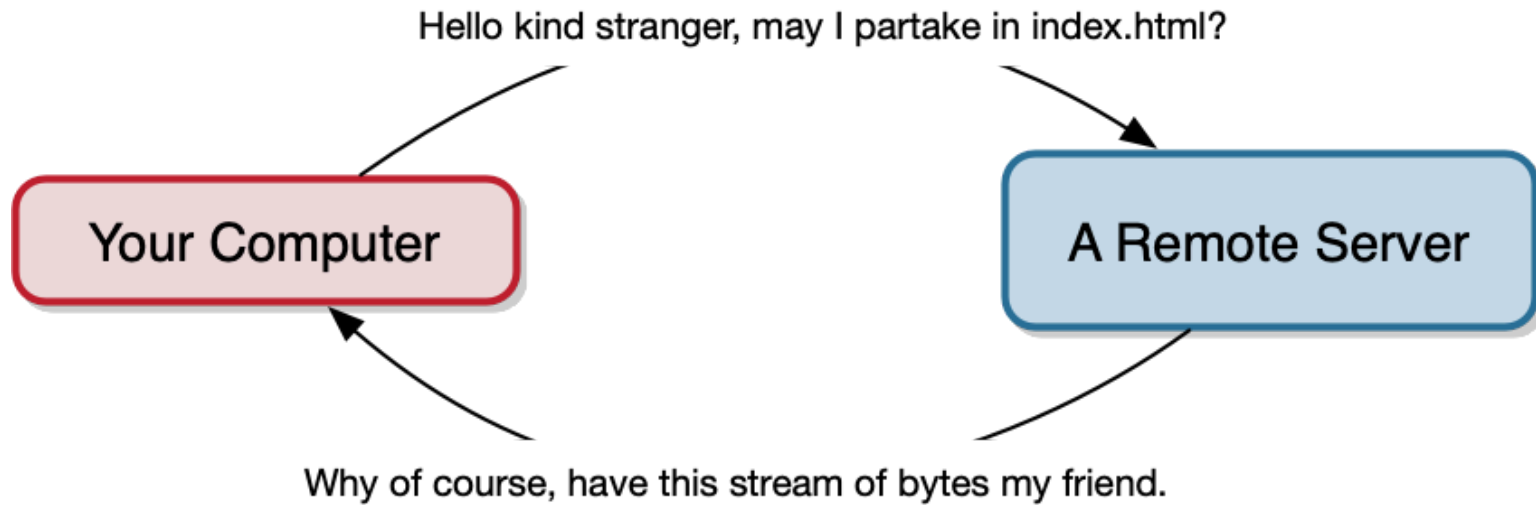 Hello kind stranger, may I partake in index.html?
Your Computer
A Remote Server
Why of course, have this stream of bytes my friend.